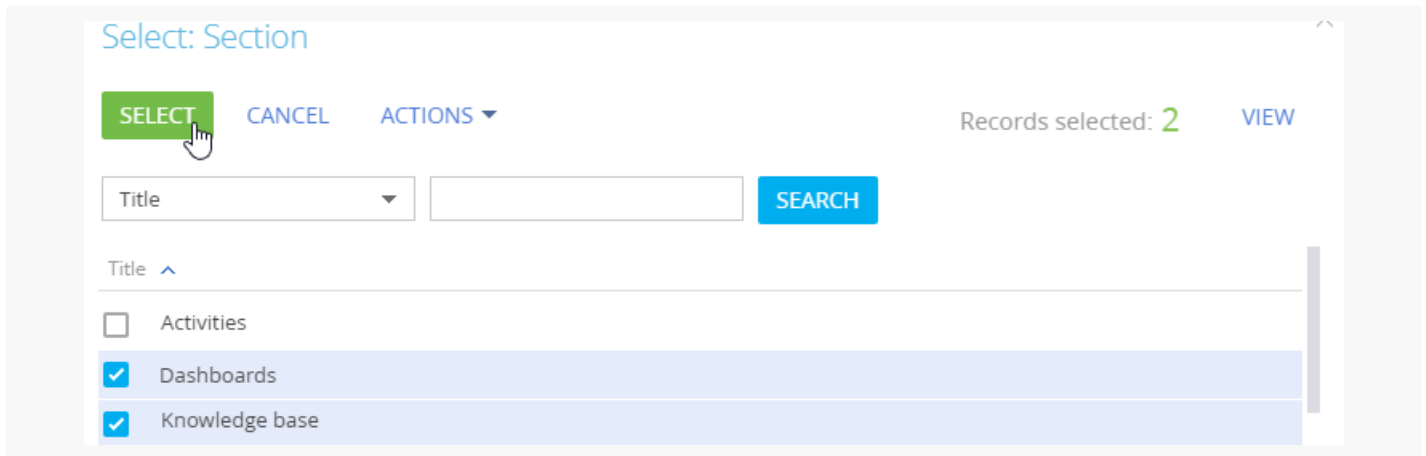 Select: Section
SELECT CANCEL ACTIONS Records selected: 2 VIEW
Title SEARCH
Title
Activities
Dashboards
Knowledge base